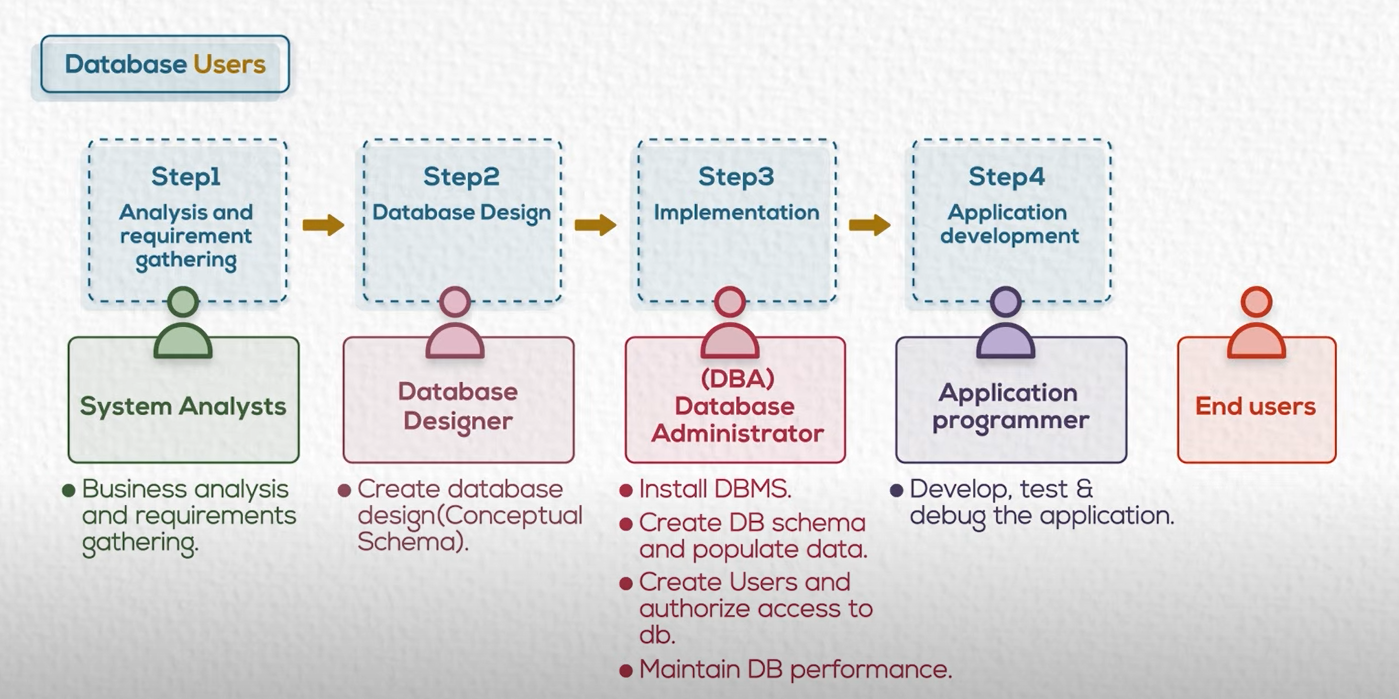 Database Users
Step1
Analysis and
requirement
gathering
Step2
Database Design
Step3
Implementation
Step4
Application
development
System Analysts
Database
Designer
(DBA)
Database
Administrator
Application
programmer
End users
● Business analysis
and requirements
gathering.
● Create database
design(Conceptual
Schema).
● Install DBMS.
● Create DB schema
and populate data.
● Create Users and
authorize access to
db.
● Maintain DB performance.
● Develop, test &
debug the application.